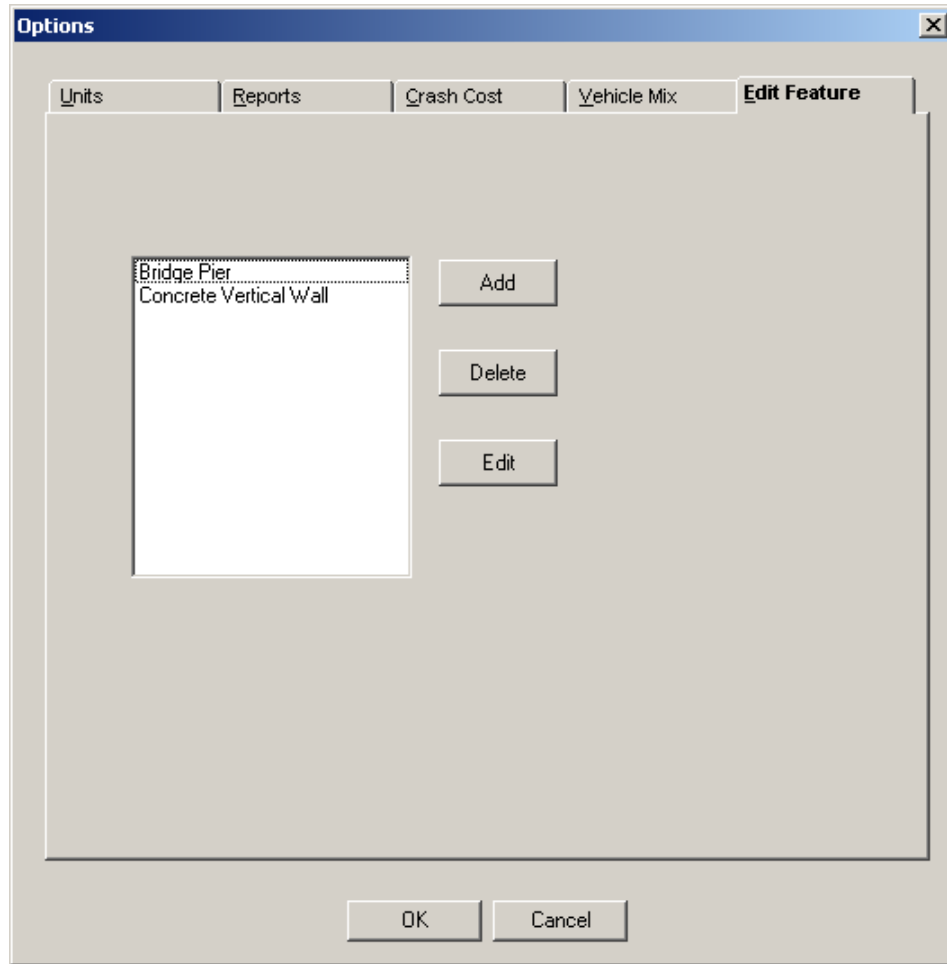 Options
Units Reports Crash Cost Vehicle Mix Edit Feature
Bridge Pier
Concrete Vertical Wall
Add
Delete
Edit
OK Cancel